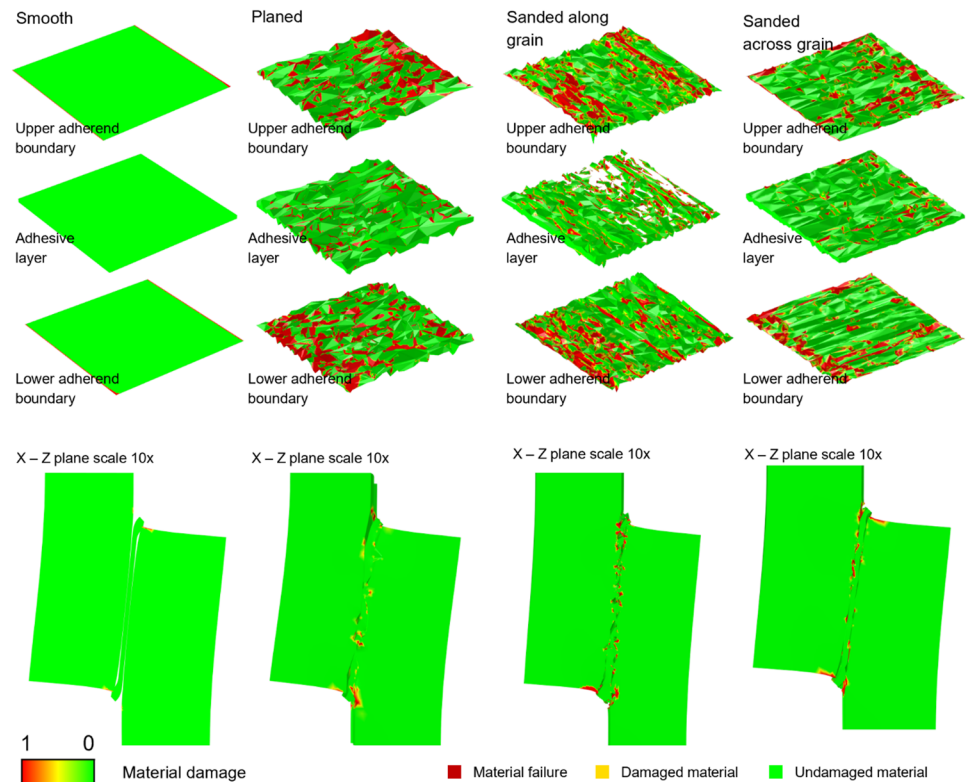 Smooth
Planed
Sanded along
grain
Sanded
across grain
Upper adherend
boundary
Upper adherend
boundary
Upper adherend
boundary
Upper adherend
boundary
Adhesive
layer
Adhesive
layer
Adhesive
layer
Adhesive
layer
Lower adherend
boundary
Lower adherend
boundary
Lower adherend
boundary
Lower adherend
boundary
X – Z plane scale 10x
X – Z plane scale 10x
X – Z plane scale 10x
X – Z plane scale 10x
1 0
Material damage
Material failure
Damaged material
Undamaged material